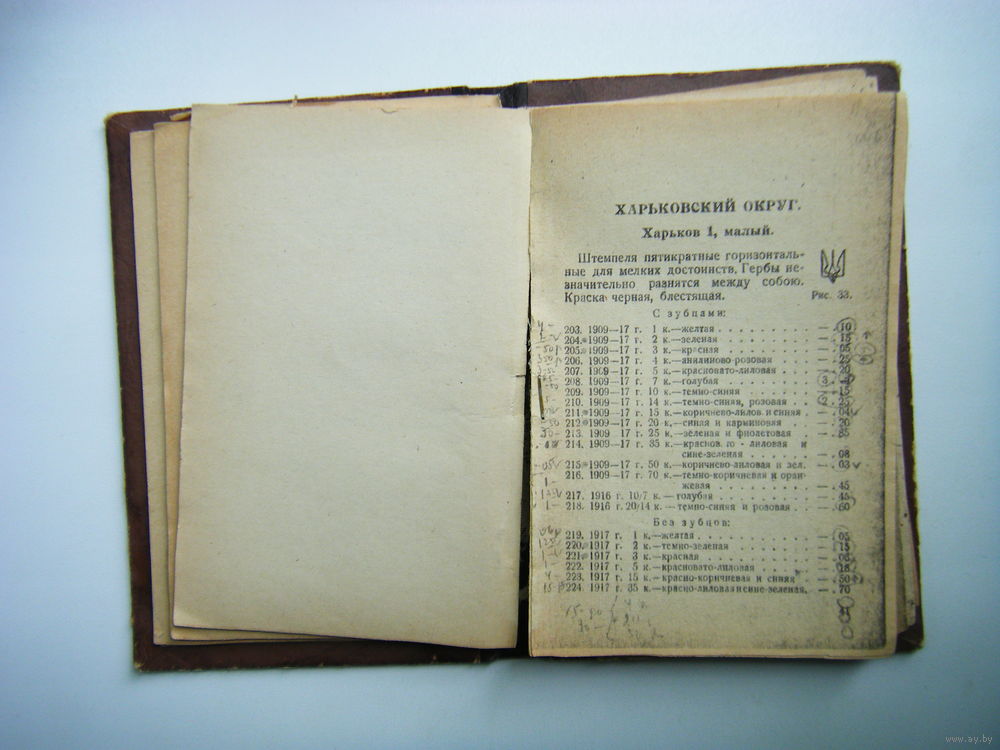 ХАРЬКОВСКИЙ ОКРУГ.
Харьков 1, малый.
Штемпеля пятикратные горизонталь-
ные для мелких достоинств. Гербы не-
значительно разнятся между собою.
Краска черная, блестящая.
Рис. 33.
С зубцами:
203. 1909—17 г. 1 к.—желтая . . . . . . . . — . 10
204. 1909—17 г. 2 к.—зеленая . . . . . . . — . 15
205. 1909—17 г. 3 к.—красная . . . . . . . — . 05
206. 1909—17 г. 4 к.—анилиново-розовая . . . — . 25
207. 1909—17 г. 5 к.—красновато-лиловая . . . . — . 20
208. 1909—17 г. 7 к.—голубая . . . . . . .
209. 1909—17 г. 10 к.—темно-синяя . . . . . . — . 15
210. 1909—17 г. 14 к.—темно-синяя, розовая . . . — . 25
211. 1909—17 г. 15 к.—коричнево-лилов. и синяя . — . 04
212. 1909—17 г. 20 к.—синяя и карминовая . . — . 20
213. 1909 17 г. 25 к.—зеленая и фиолетовая . — . 35
214. 1909—17 г. 35 к.—краснов. го - лиловая и
сине-зеленая . . . . . — . 08
215. 1909—17 г. 50 к.—коричнево-лиловая и зел. — . 03
216. 1909—17 г. 70 к.—темно-коричневая и оран-
жевая . . . . . . . . — . 45
217. 1916 г. 10/7 к.—голубая . . . . . . . . — . 45
218. 1916 г. 20/14 к. —темно-синяя и розовая . . — . 60
Без зубцов:
219. 1917 г. 1 к.—желтая . . . . . . . . . — . 05
220. 1917 г. 2 к.—темно-зеленая . . . . . . — . 15
221. 1917 г. 3 к.—красная . . . . . . . . — . 05
222. 1917 г. 5 к.—красновато-лиловая . . . . — . 18
223. 1917 г. 15 к.—красно-коричневая и синяя — . 50
224. 1917 г. 35 к.—красно-лиловая и сине-зеленая. — . 70
www.ay.by